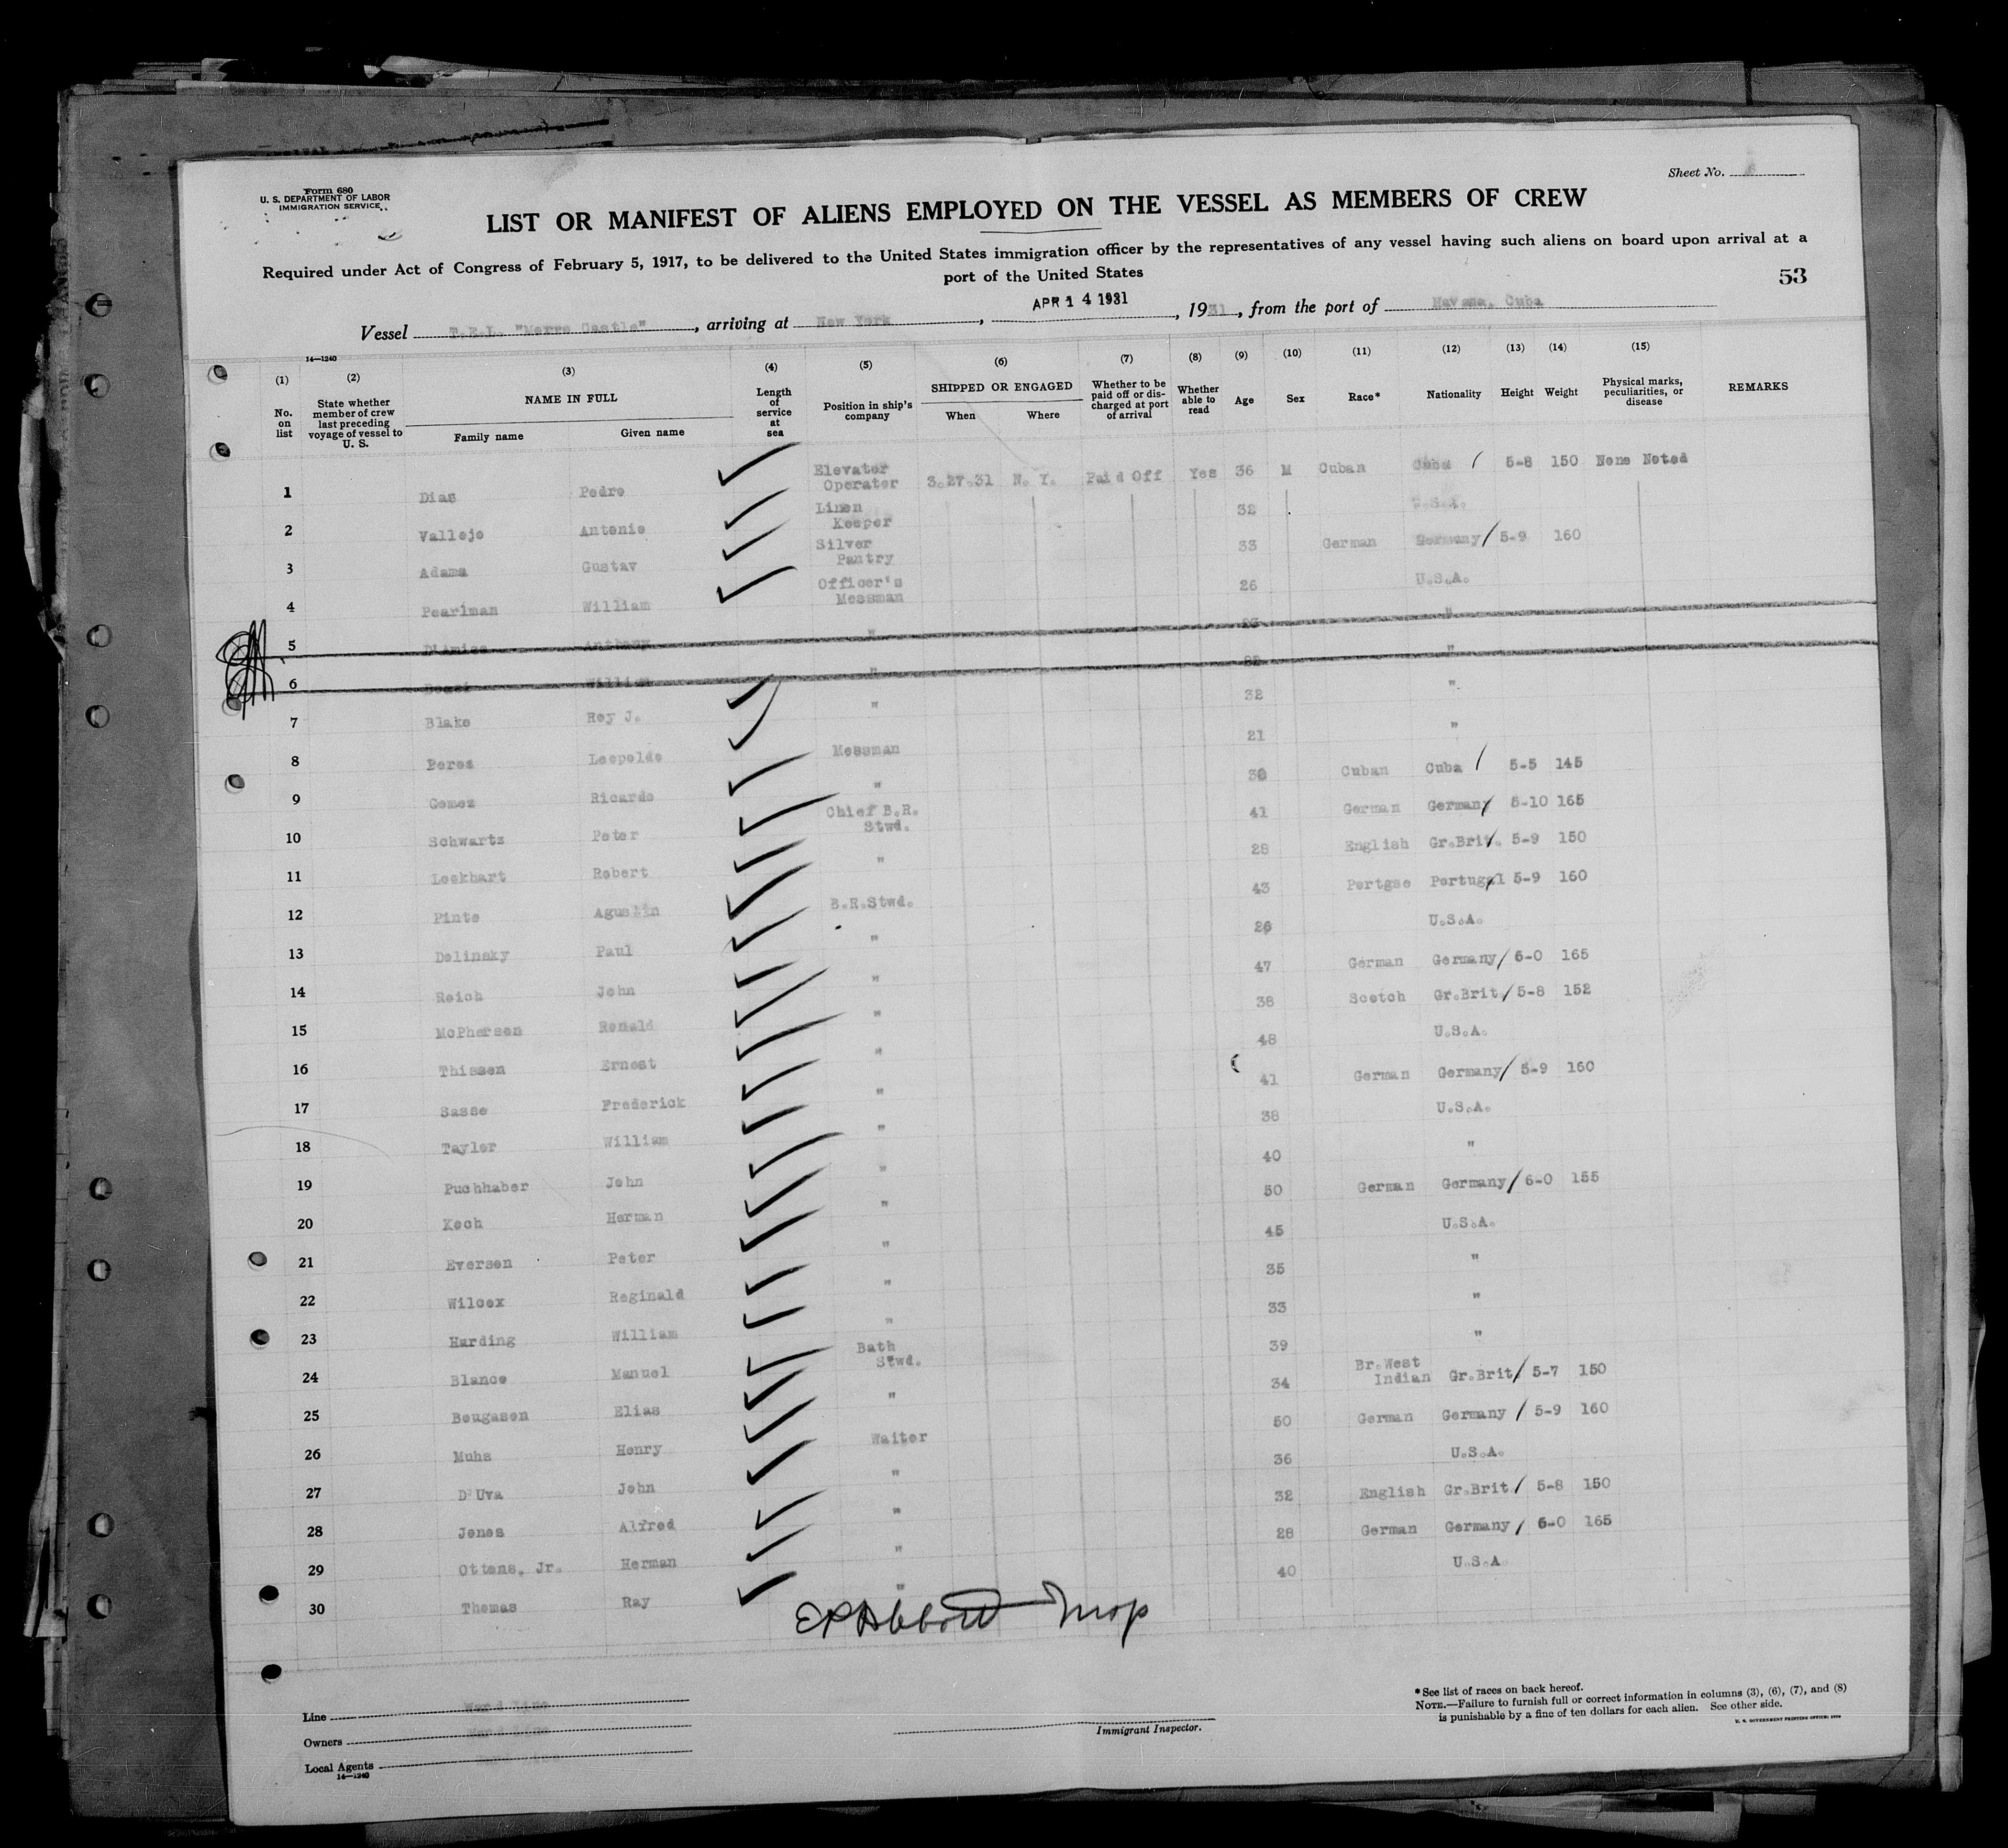 Form 680
U. S. DEPARTMENT OF LABOR
IMMIGRATION SERVICE
Sheet No.
LIST OR MANIFEST OF ALIENS EMPLOYED ON THE VESSEL AS MEMBERS OF CREW
Required under Act of Congress of February 5, 1917, to be delivered to the United States immigration officer by the representatives of any vessel having such aliens on board upon arrival at a
port of the United States
53
Vessel T.E.L. "Morro Castle", arriving at New York, APR 14 1931, 1931, from the port of Havana, Cuba
14—1240
(1) (2) (3) (4) (5) (6) (7) (8) (9) (10) (11) (12) (13) (14) (15)
No. on list State whether member of crew last preceding voyage of vessel to U. S. NAME IN FULL Family name Given name Length of service at sea Position in ship's company SHIPPED OR ENGAGED When Where Whether to be paid off or discharged at port of arrival Whether able to read Age Sex Race* Nationality Height Weight Physical marks, peculiarities, or disease REMARKS
1 Dias Pedro Elevator Operator 3.27.31 N. Y. Paid Off Yes 36 M Cuban Cuba / 5-8 150 None Noted
2 Vallejo Antonio Linen Keeper 32 U.S.A.
3 Adams Gustav Silver Pantry 33 German Germany / 5-9 160
4 Pearlman William Officer's Messman 26 U.S.A.
5 Anthony " "
6 William " "
7 Blake Roy J. " 32 "
8 Perez Leopoldo Messman 21 "
9 Gomez Ricardo " 30 Cuban Cuba / 5-5 145
10 Schwartz Peter Chief B.R. Stwd. 41 German Germany / 5-10 165
11 Lockhart Robert " 28 English Gr.Brit. / 5-9 150
12 Pinto Agustin B.R.Stwd. 43 Portgse Portugal / 5-9 160
13 Dolinsky Paul " 26 U.S.A.
14 Reich John " 47 German Germany / 6-0 165
15 McPherson Ronald " 38 Scotch Gr.Brit / 5-8 152
16 Thissen Ernest " 48 U.S.A.
17 Sasse Frederick " 41 German Germany / 5-9 160
18 Taylor William " 38 U.S.A.
19 Puchhaber John " 40 "
20 Koch Herman " 50 German Germany / 6-0 155
21 Eversen Peter " 45 U.S.A.
22 Wilcox Reginald " 35 "
23 Harding William " 33 "
24 Blanco Manuel Bath Stwd. 39 "
25 Bougason Elias " 34 Br.West Indian Gr.Brit / 5-7 150
26 Muhs Henry Waiter 50 German Germany / 5-9 160
27 D'Uva John " 36 U.S.A.
28 Jones Alfred " 32 English Gr.Brit / 5-8 150
29 Ottens, Jr. Herman " 28 German Germany / 6-0 165
30 Thomas Ray " 40 U.S.A
EP Abbott Insp
Line Ward Line
Owners Ward Line
Local Agents
14—1240
Immigrant Inspector.
*See list of races on back hereof.
NOTE.—Failure to furnish full or correct information in columns (3), (6), (7), and (8)
is punishable by a fine of ten dollars for each alien. See other side.